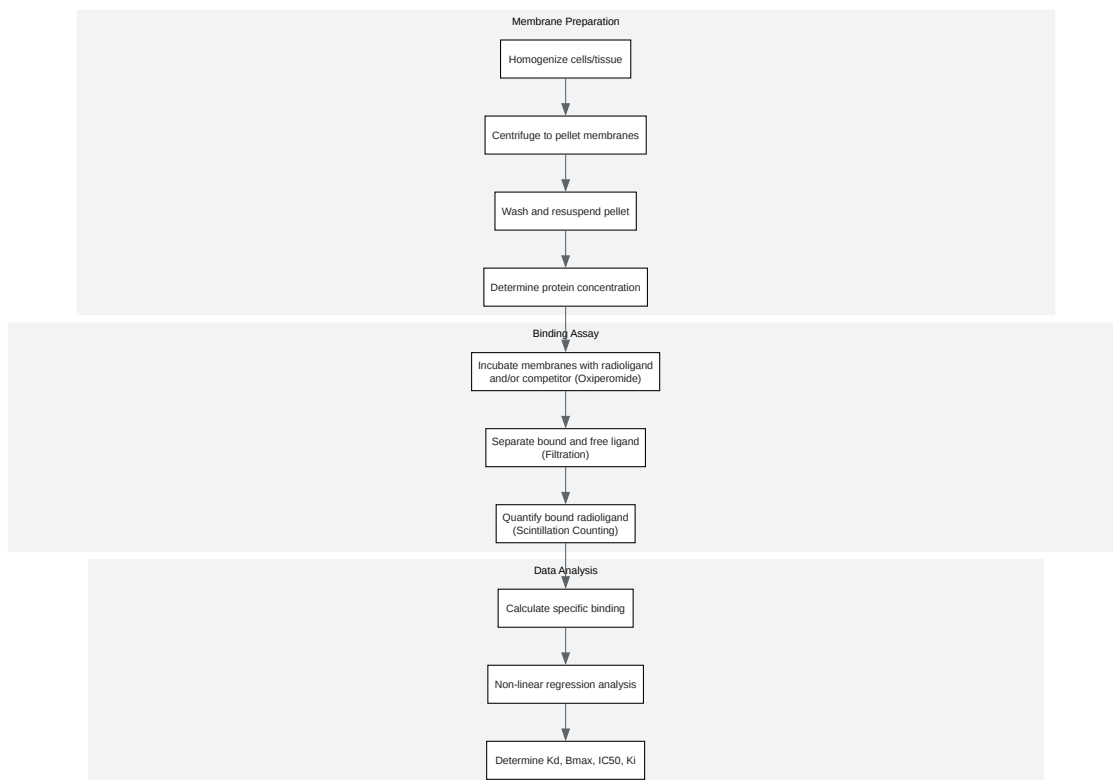 Membrane Preparation
Homogenize cells/tissue
Centrifuge to pellet membranes
Wash and resuspend pellet
Determine protein concentration
Binding Assay
Incubate membranes with radioligand
and/or competitor (Oxiperomide)
Separate bound and free ligand
(Filtration)
Quantify bound radioligand
(Scintillation Counting)
Data Analysis
Calculate specific binding
Non-linear regression analysis
Determine Kd, Bmax, IC50, Ki